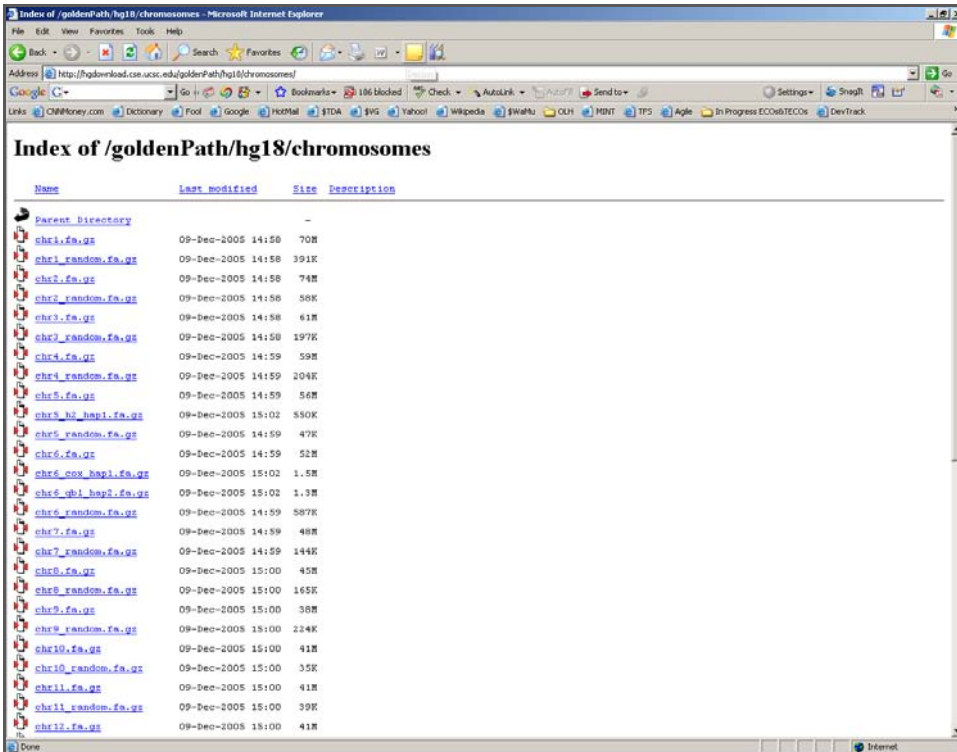 Index of /goldenPath/hg18/chromosomes - Microsoft Internet Explorer
File Edit View Favorites Tools Help
Back Search Favorites
Address http://hgdownload.cse.ucsc.edu/goldenPath/hg18/chromosomes/ Go
Google G Go Bookmarks 186 blocked Check AutoLink AutoFill Send to Settings SnagIt
Links CNNMoney.com Dictionary Fool Google HotMail $TDA $VG Yahoo! Wikipedia $WaMu OLH MINT TPS Agile In Progress ECOs&TECOs DevTrack
Index of /goldenPath/hg18/chromosomes
Name Last modified Size Description
Parent Directory -
chr1.fa.gz 09-Dec-2005 14:58 70M
chr1_random.fa.gz 09-Dec-2005 14:58 391K
chr2.fa.gz 09-Dec-2005 14:58 74M
chr2_random.fa.gz 09-Dec-2005 14:58 58K
chr3.fa.gz 09-Dec-2005 14:58 61M
chr3_random.fa.gz 09-Dec-2005 14:58 197K
chr4.fa.gz 09-Dec-2005 14:59 59M
chr4_random.fa.gz 09-Dec-2005 14:59 204K
chr5.fa.gz 09-Dec-2005 14:59 56M
chr5_h2_hap1.fa.gz 09-Dec-2005 15:02 550K
chr5_random.fa.gz 09-Dec-2005 14:59 47K
chr6.fa.gz 09-Dec-2005 14:59 52M
chr6_cox_hap1.fa.gz 09-Dec-2005 15:02 1.5M
chr6_qbl_hap2.fa.gz 09-Dec-2005 15:02 1.3M
chr6_random.fa.gz 09-Dec-2005 14:59 587K
chr7.fa.gz 09-Dec-2005 14:59 48M
chr7_random.fa.gz 09-Dec-2005 14:59 144K
chr8.fa.gz 09-Dec-2005 15:00 45M
chr8_random.fa.gz 09-Dec-2005 15:00 165K
chr9.fa.gz 09-Dec-2005 15:00 38M
chr9_random.fa.gz 09-Dec-2005 15:00 224K
chr10.fa.gz 09-Dec-2005 15:00 41M
chr10_random.fa.gz 09-Dec-2005 15:00 35K
chr11.fa.gz 09-Dec-2005 15:00 41M
chr11_random.fa.gz 09-Dec-2005 15:00 39K
chr12.fa.gz 09-Dec-2005 15:00 41M
Done Internet